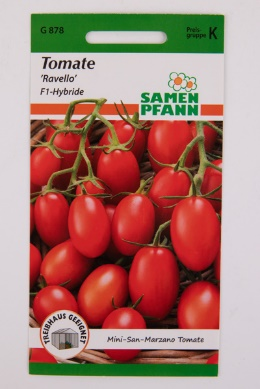 G 878
Preis-
gruppe K
Tomate
'Ravello'
F1-Hybride
SAMEN
PFANN
TREIBHAUS GEEIGNET
Mini-San-Marzano Tomate